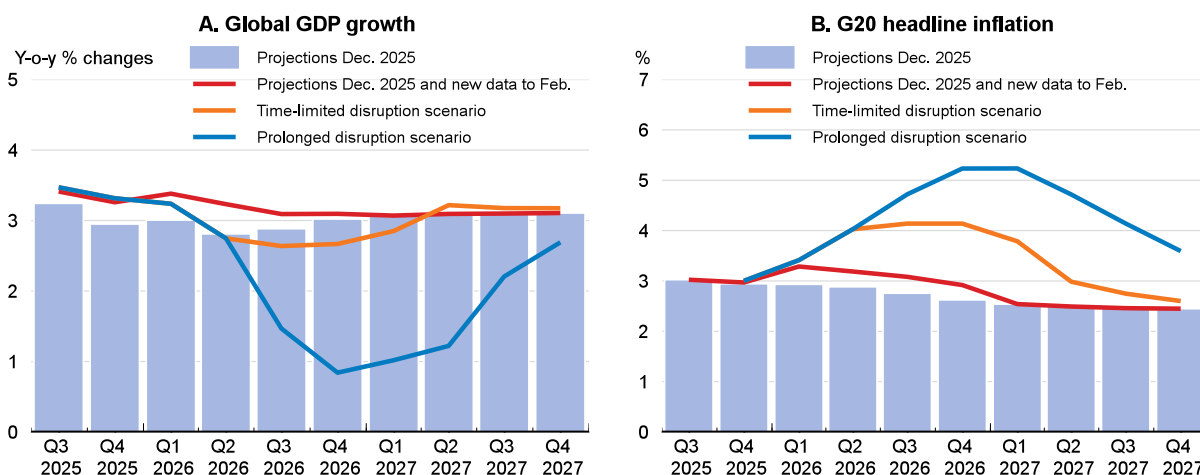 A. Global GDP growth
Y-o-y % changes
Projections Dec. 2025
Projections Dec. 2025 and new data to Feb.
Time-limited disruption scenario
Prolonged disruption scenario
5
4
3
2
1
0
Q3 Q4 Q1 Q2 Q3 Q4 Q1 Q2 Q3 Q4
2025 2025 2026 2026 2026 2026 2027 2027 2027 2027
B. G20 headline inflation
%
Projections Dec. 2025
Projections Dec. 2025 and new data to Feb.
Time-limited disruption scenario
Prolonged disruption scenario
7
6
5
4
3
2
1
0
Q3 Q4 Q1 Q2 Q3 Q4 Q1 Q2 Q3 Q4
2025 2025 2026 2026 2026 2026 2027 2027 2027 2027